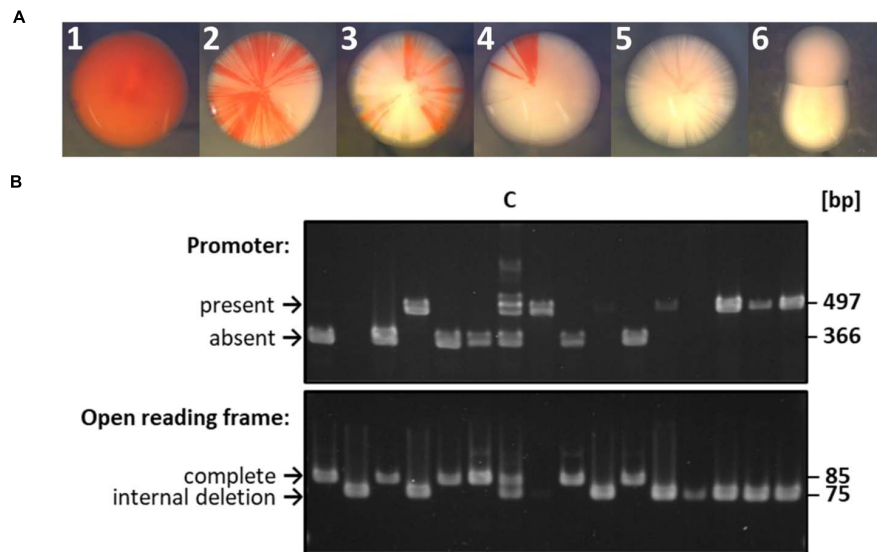 A
1 2 3 4 5 6
B
C [bp]
Promoter:
present → 497
absent → 366
Open reading frame:
complete → 85
internal deletion → 75